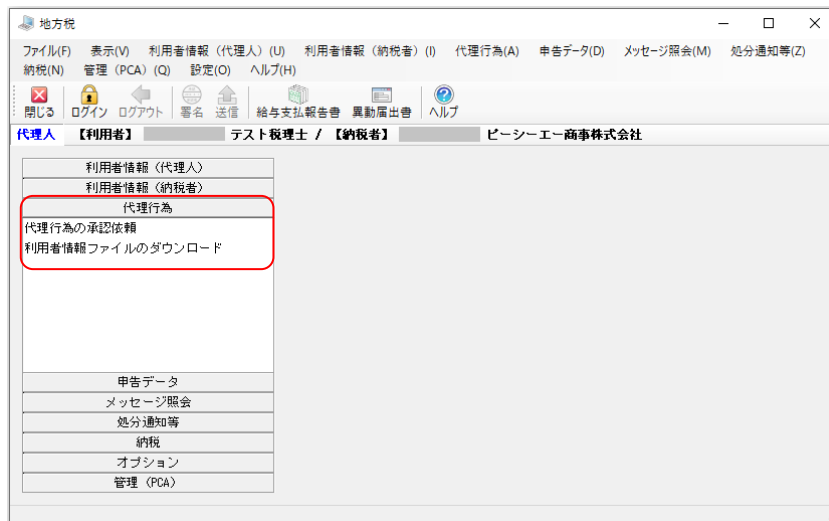 地方税
ファイル(F) 表示(V) 利用者情報（代理人）(U) 利用者情報（納税者）(I) 代理行為(A) 申告データ(D) メッセージ照会(M) 処分通知等(Z)
納税(N) 管理（PCA）(Q) 設定(O) ヘルプ(H)
閉じる ログイン ログアウト 署名 送信 給与支払報告書 異動届出書 ヘルプ
代理人 【利用者】 テスト税理士 / 【納税者】 ピーシーエー商事株式会社
利用者情報（代理人）
利用者情報（納税者）
代理行為
代理行為の承認依頼
利用者情報ファイルのダウンロード
申告データ
メッセージ照会
処分通知等
納税
オプション
管理（PCA）